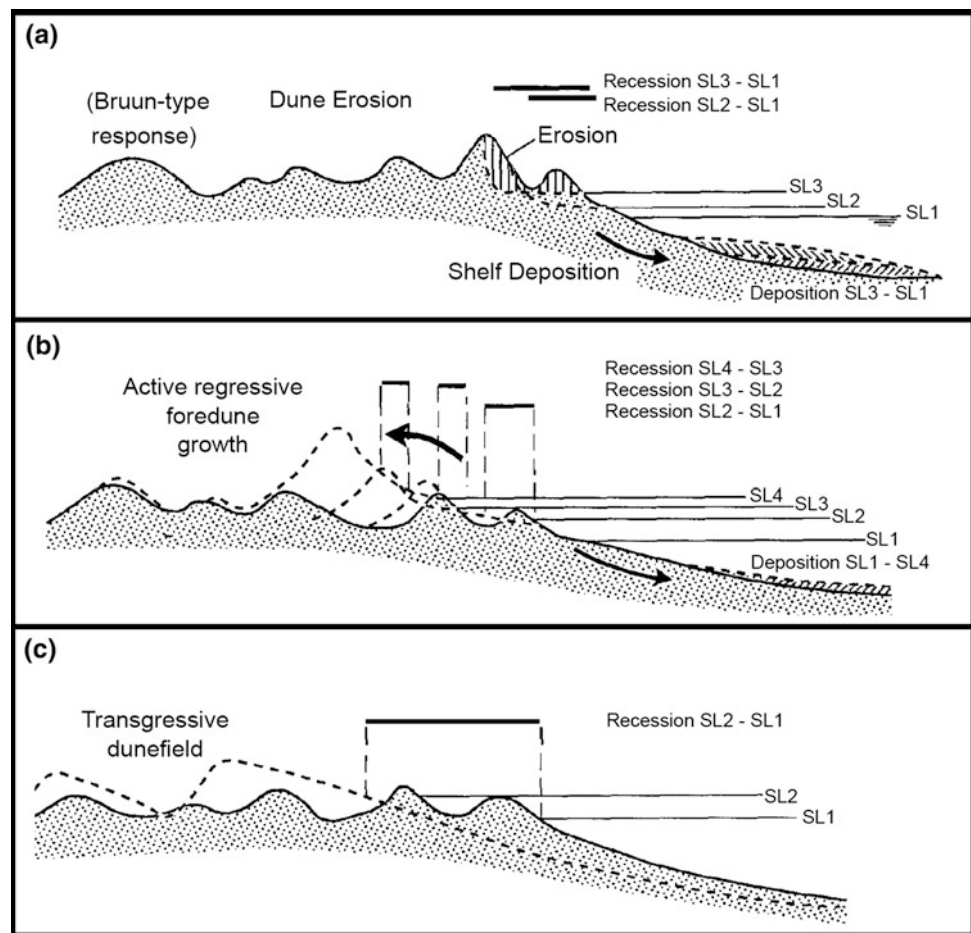 (a)
(Bruun-type
response)
Dune Erosion
Recession SL3 - SL1
Recession SL2 - SL1
Erosion
SL3
SL2
SL1
Shelf Deposition
Deposition SL3 - SL1
(b)
Active regressive
foredune
growth
Recession SL4 - SL3
Recession SL3 - SL2
Recession SL2 - SL1
SL4
SL3
SL2
SL1
Deposition SL1 - SL4
(c)
Transgressive
dunefield
Recession SL2 - SL1
SL2
SL1